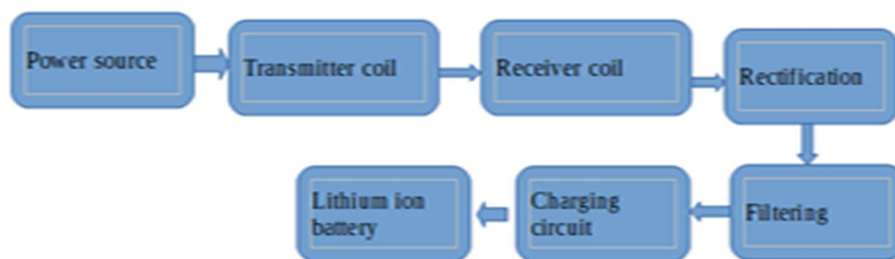 Power source
Transmitter coil
Receiver coil
Rectification
Filtering
Charging
circuit
Lithium ion
battery